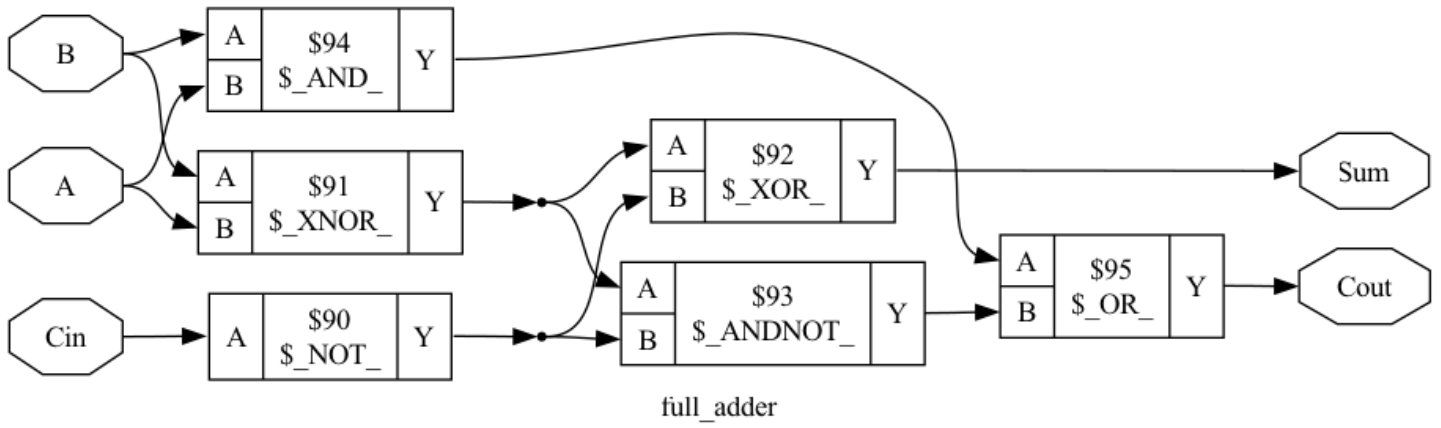 B
A
Cin
A
B
$94
$_AND_
Y
A
B
$91
$_XNOR_
Y
A
$90
$_NOT_
Y
A
B
$92
$_XOR_
Y
A
B
$93
$_ANDNOT_
Y
A
B
$95
$_OR_
Y
Sum
Cout
full_adder